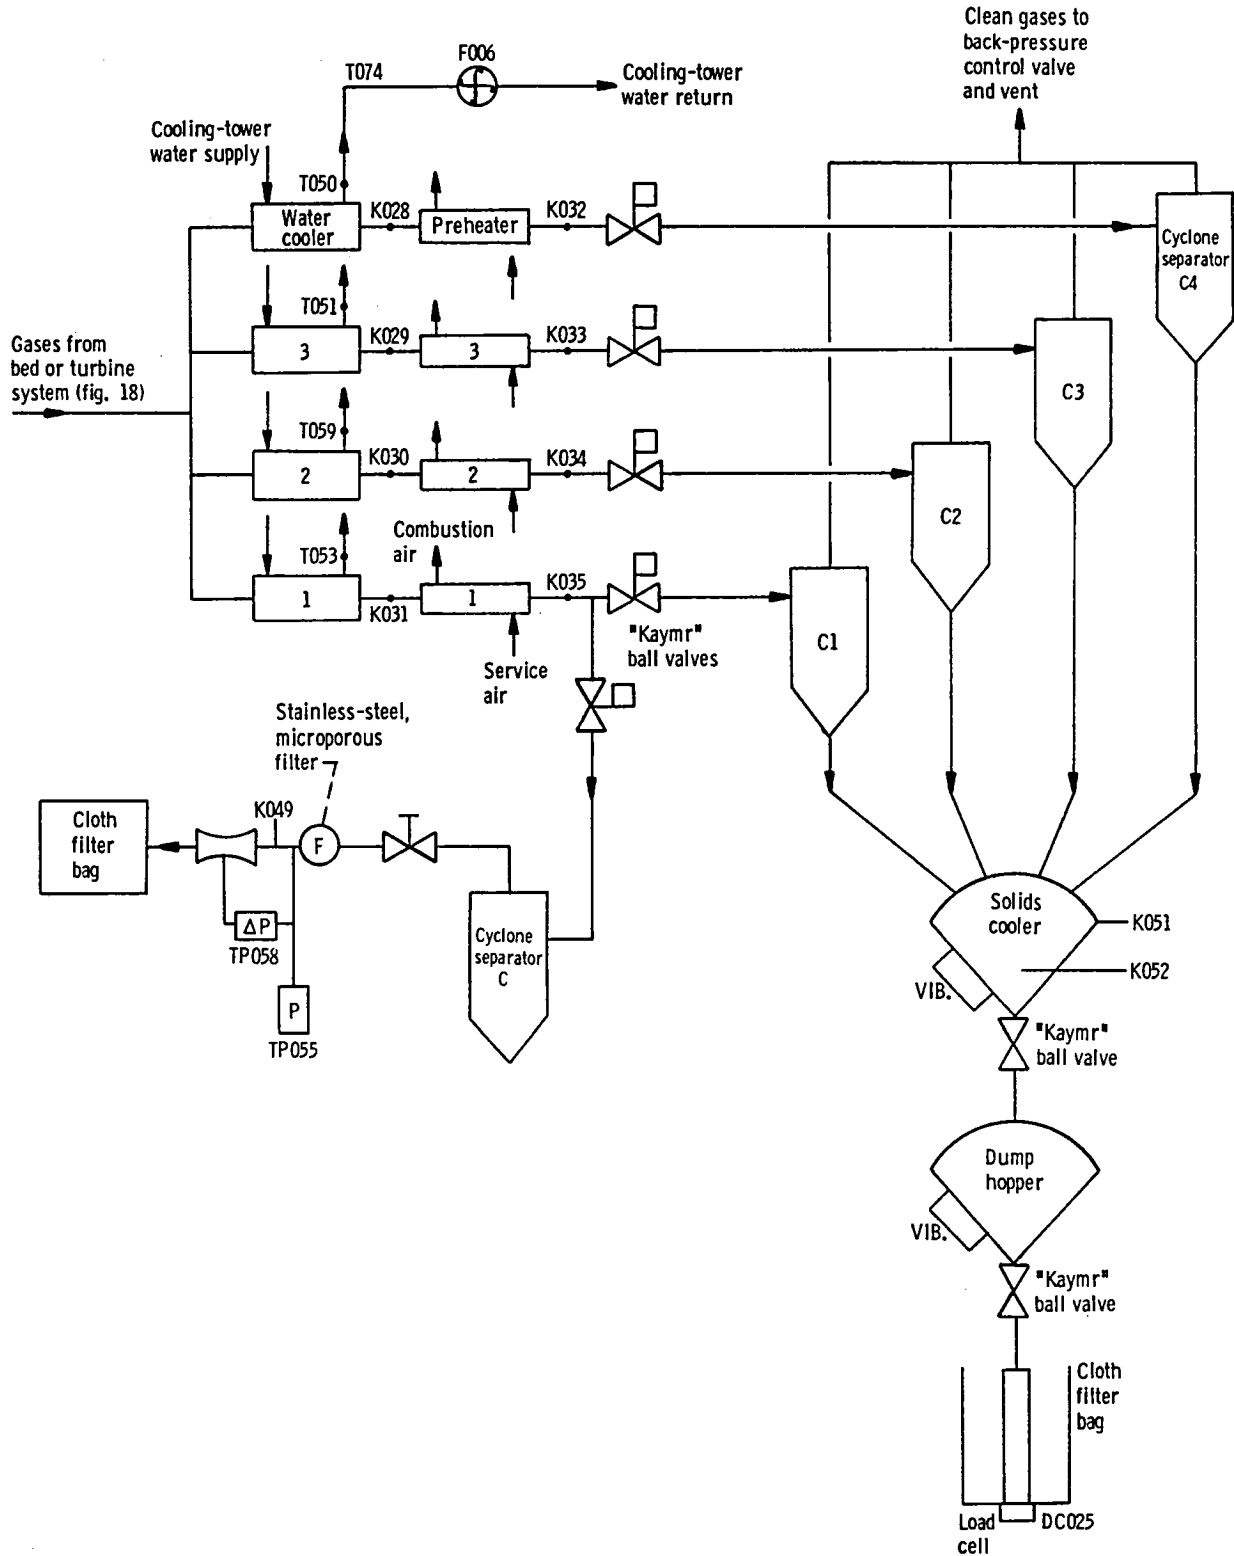 Clean gases to
back-pressure
control valve
and vent
F006
T074
Cooling-tower
water return
Cooling-tower
water supply
T050
Water
cooler
K028
Preheater
K032
Cyclone
separator
C4
T051
3
K029
3
K033
C3
Gases from
bed or turbine
system (fig. 18)
T059
2
K030
2
K034
C2
Combustion
air
T053
1
K031
1
K035
C1
"Kaymr"
ball valves
Service
air
Stainless-steel,
microporous
filter
K049
Cloth
filter
bag
F
ΔP
TP058
P
TP055
Cyclone
separator
C
Solids
cooler
K051
K052
VIB.
"Kaymr"
ball valve
Dump
hopper
VIB.
"Kaymr"
ball valve
Cloth
filter
bag
Load
cell
DC025